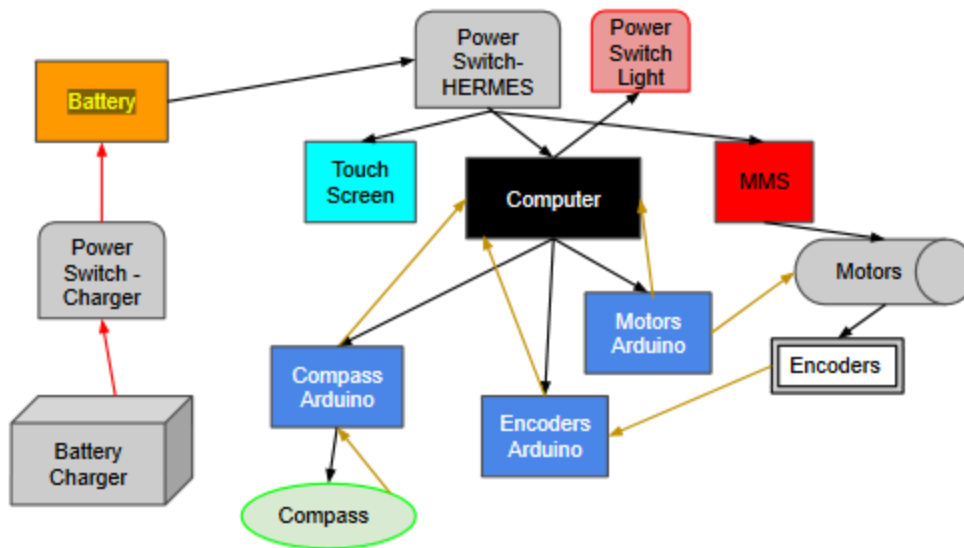 Power
Switch-
HERMES
Power
Switch
Light
Battery
Touch
Screen
Computer
MMS
Power
Switch -
Charger
Motors
Motors
Arduino
Encoders
Compass
Arduino
Encoders
Arduino
Battery
Charger
Compass